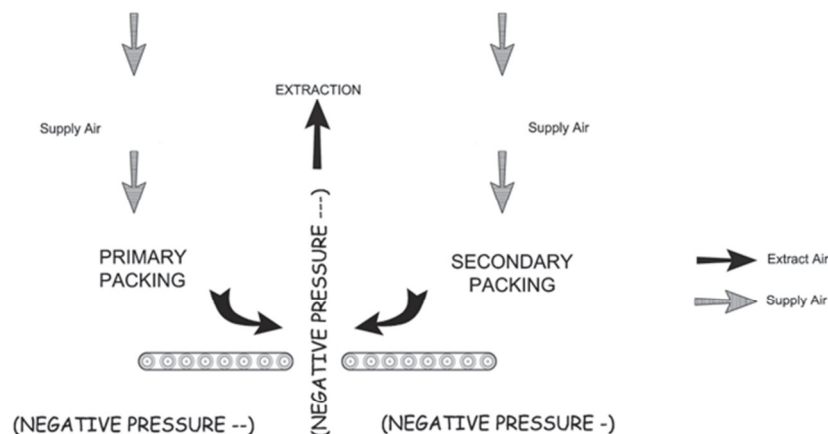 EXTRACTION
Supply Air
Supply Air
PRIMARY
PACKING
SECONDARY
PACKING
(NEGATIVE PRESSURE ---)
Extract Air
Supply Air
(NEGATIVE PRESSURE --)
(NEGATIVE PRESSURE -)